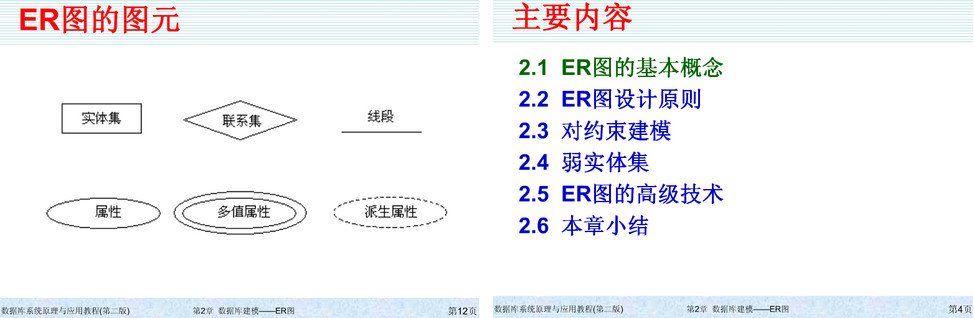 ER图的图元
实体集
联系集
线段
属性
多值属性
派生属性
数据库系统原理与应用教程(第二版)
第2章 数据库建模——ER图
第12页
主要内容
2.1 ER图的基本概念
2.2 ER图设计原则
2.3 对约束建模
2.4 弱实体集
2.5 ER图的高级技术
2.6 本章小结
数据库系统原理与应用教程(第二版)
第2章 数据库建模——ER图
第4页